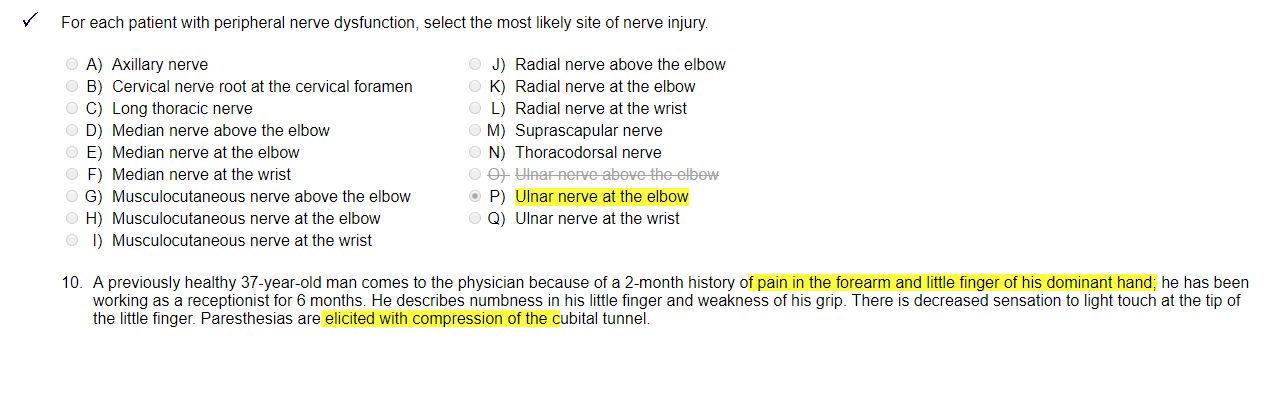 For each patient with peripheral nerve dysfunction, select the most likely site of nerve injury.
A) Axillary nerve
B) Cervical nerve root at the cervical foramen
C) Long thoracic nerve
D) Median nerve above the elbow
E) Median nerve at the elbow
F) Median nerve at the wrist
G) Musculocutaneous nerve above the elbow
H) Musculocutaneous nerve at the elbow
I) Musculocutaneous nerve at the wrist
J) Radial nerve above the elbow
K) Radial nerve at the elbow
L) Radial nerve at the wrist
M) Suprascapular nerve
N) Thoracodorsal nerve
O) Ulnar nerve above the elbow
P) Ulnar nerve at the elbow
Q) Ulnar nerve at the wrist
10. A previously healthy 37-year-old man comes to the physician because of a 2-month history of pain in the forearm and little finger of his dominant hand; he has been
working as a receptionist for 6 months. He describes numbness in his little finger and weakness of his grip. There is decreased sensation to light touch at the tip of
the little finger. Paresthesias are elicited with compression of the cubital tunnel.